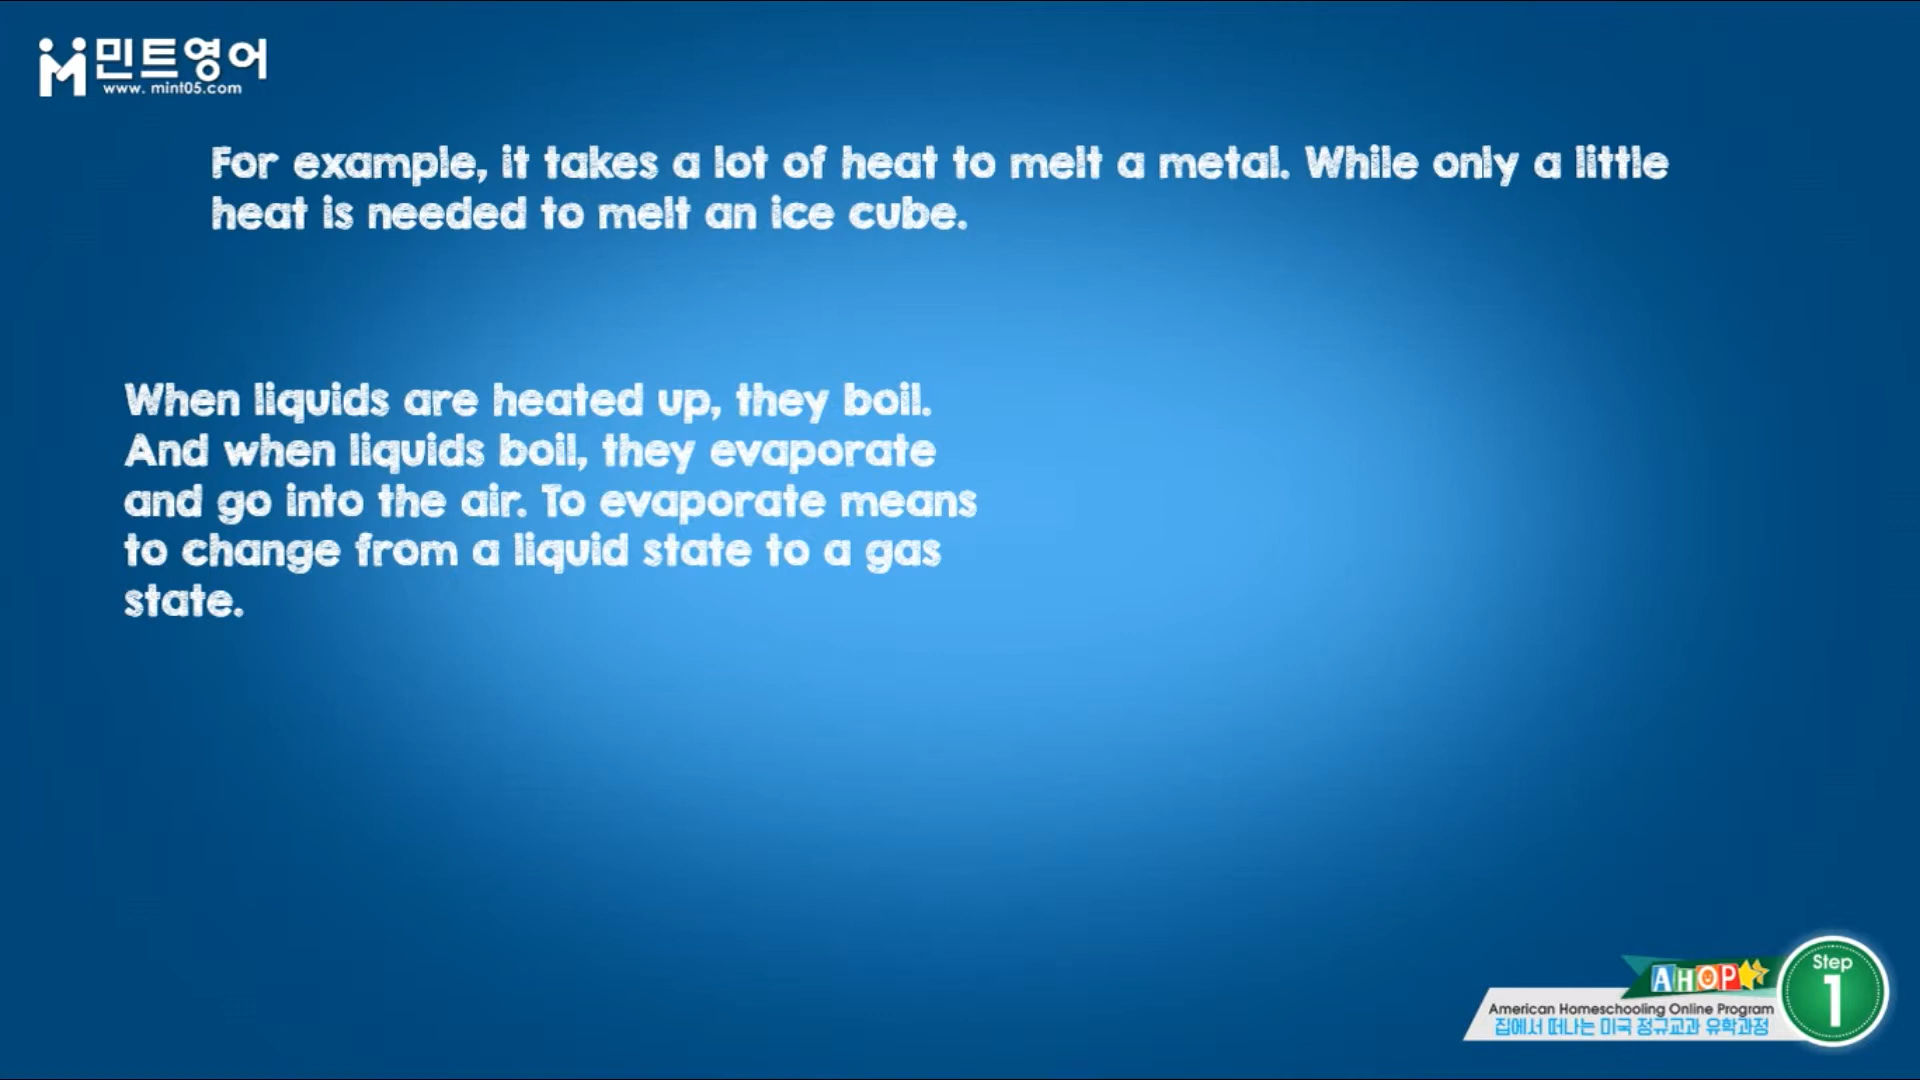 민트영어
www. mint05.com
For example, it takes a lot of heat to melt a metal. While only a little
heat is needed to melt an ice cube.
When liquids are heated up, they boil.
And when liquids boil, they evaporate
and go into the air. To evaporate means
to change from a liquid state to a gas
state.
AHOP
Step
1
American Homeschooling Online Program
집에서 떠나는 미국 정규교과 유학과정